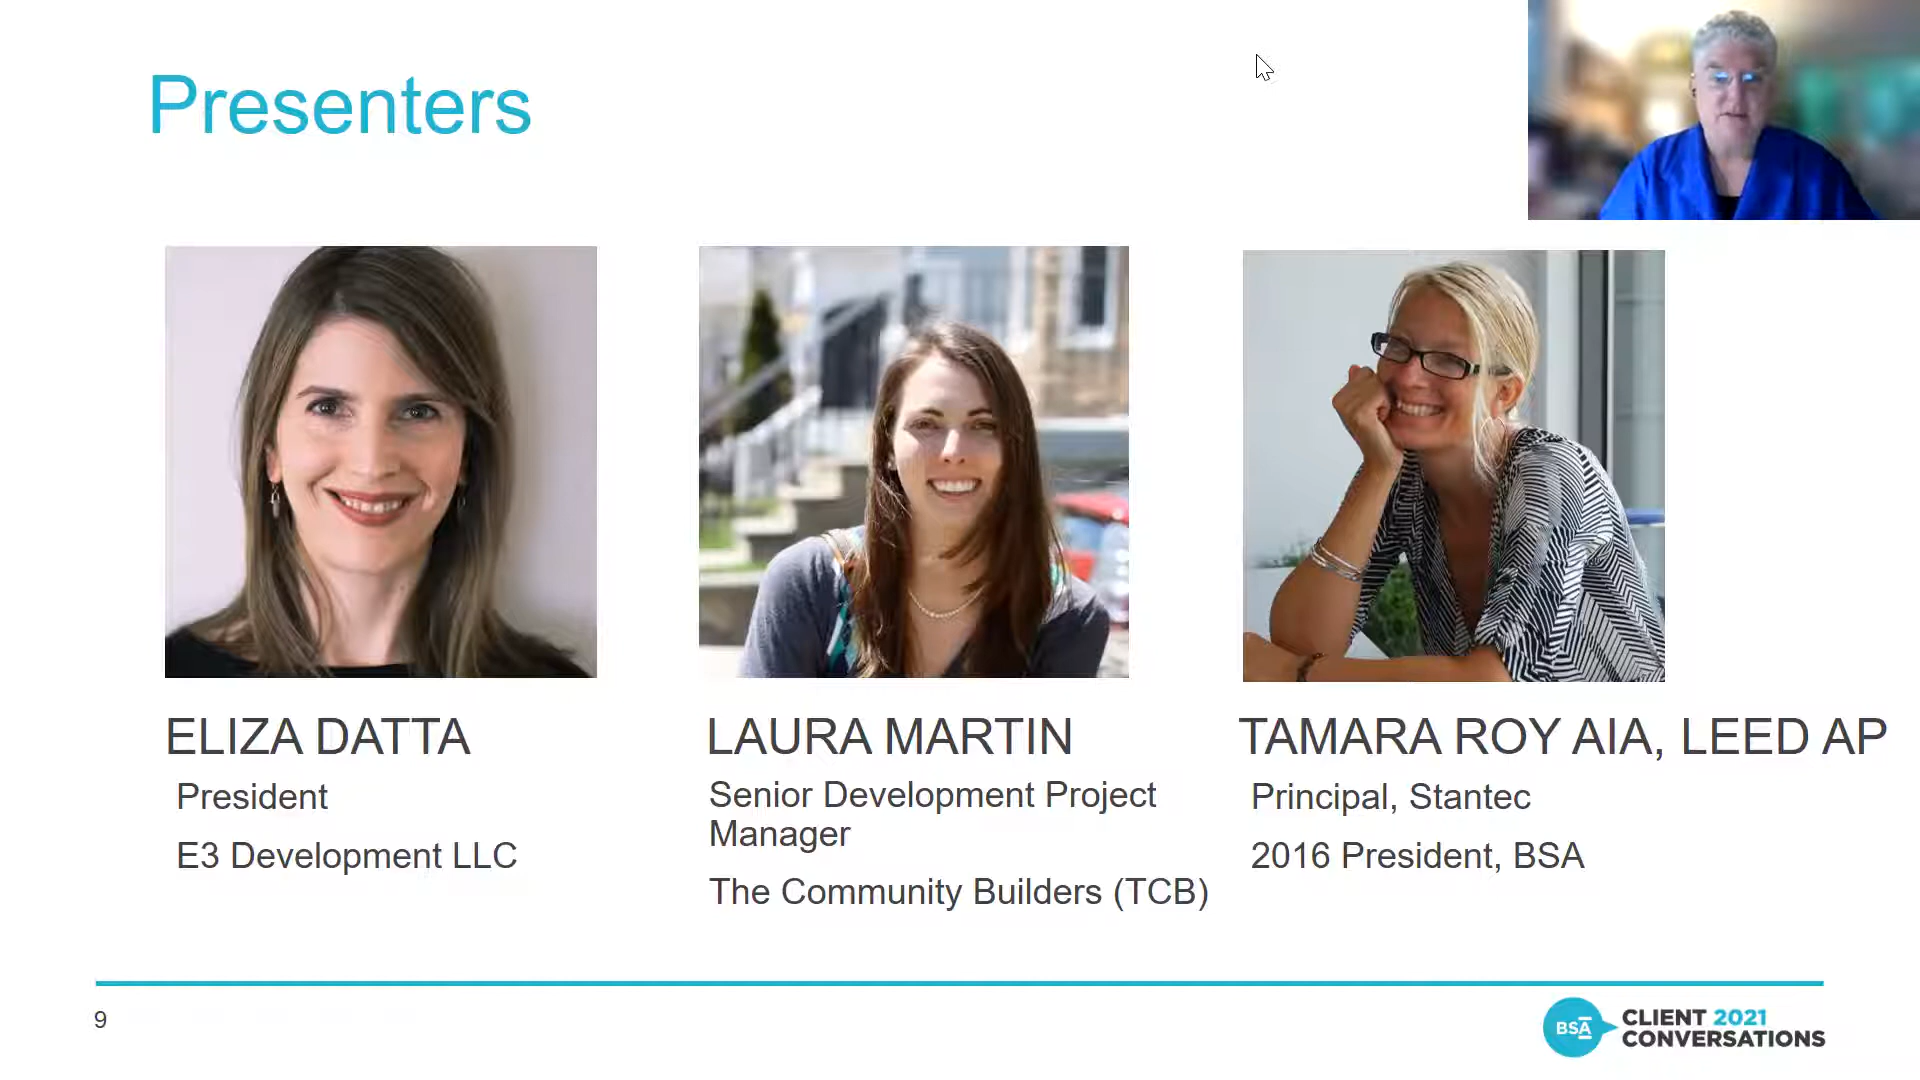 Presenters
ELIZA DATTA
President
E3 Development LLC
LAURA MARTIN
Senior Development Project
Manager
The Community Builders (TCB)
TAMARA ROY AIA, LEED AP
Principal, Stantec
2016 President, BSA
9
BSA
CLIENT 2021
CONVERSATIONS